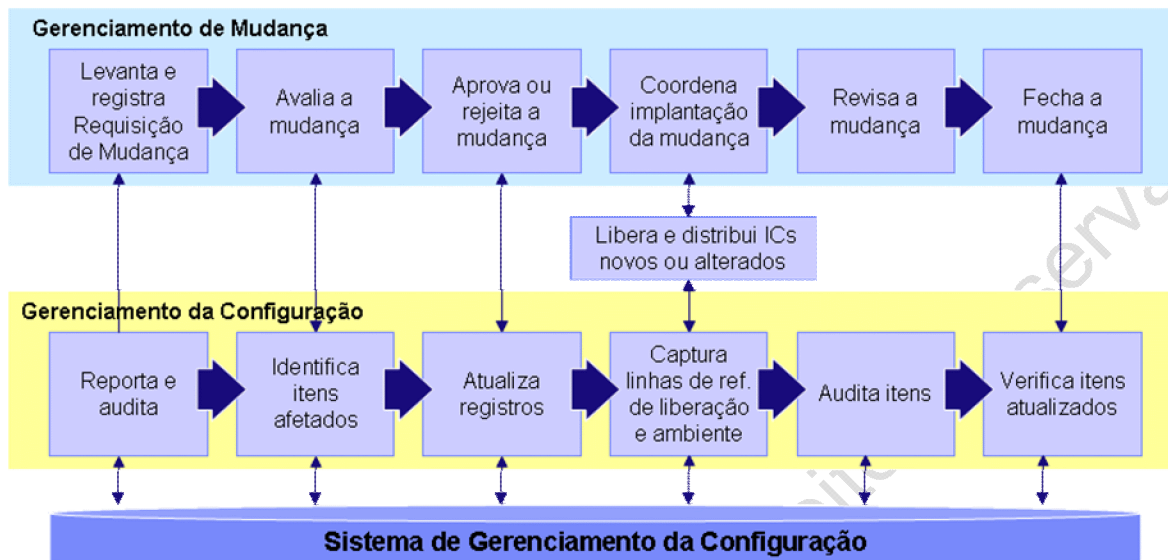 Gerenciamento de Mudança
Levanta e
registra
Requisição
de Mudança
Avalia a
mudança
Aprova ou
rejeita a
mudança
Coordena
implantação
da mudança
Revisa a
mudança
Fecha a
mudança
Libera e distribui ICs
novos ou alterados
Gerenciamento da Configuração
Reporta e
audita
Identifica
itens
afetados
Atualiza
registros
Captura
linhas de ref.
de liberação
e ambiente
Audita itens
Verifica itens
atualizados
Sistema de Gerenciamento da Configuração